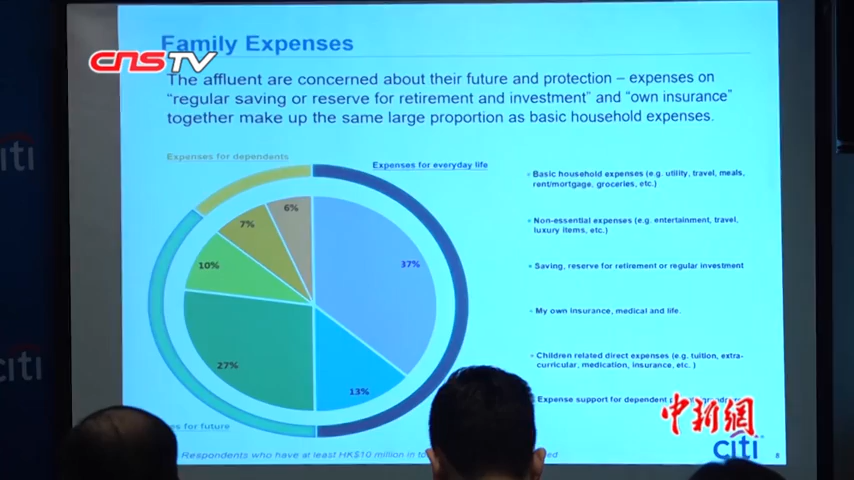 Family Expenses
CNSTV
The affluent are concerned about their future and protection – expenses on
"regular saving or reserve for retirement and investment" and "own insurance"
together make up the same large proportion as basic household expenses.
citi
Expenses for dependents
Expenses for everyday life
Basic household expenses (e.g. utility, travel, meals,
rent/mortgage, groceries, etc.)
6%
7%
Non-essential expenses (e.g. entertainment, travel,
luxury items, etc.)
10%
37%
Saving, reserve for retirement or regular investment
My own insurance, medical and life.
citi
27%
13%
Children related direct expenses (e.g. tuition, extra-
curricular, medication, insurance, etc. )
Expense support for dependent
中新網
for future
citi
Respondents who have at least HK$10 million in
8